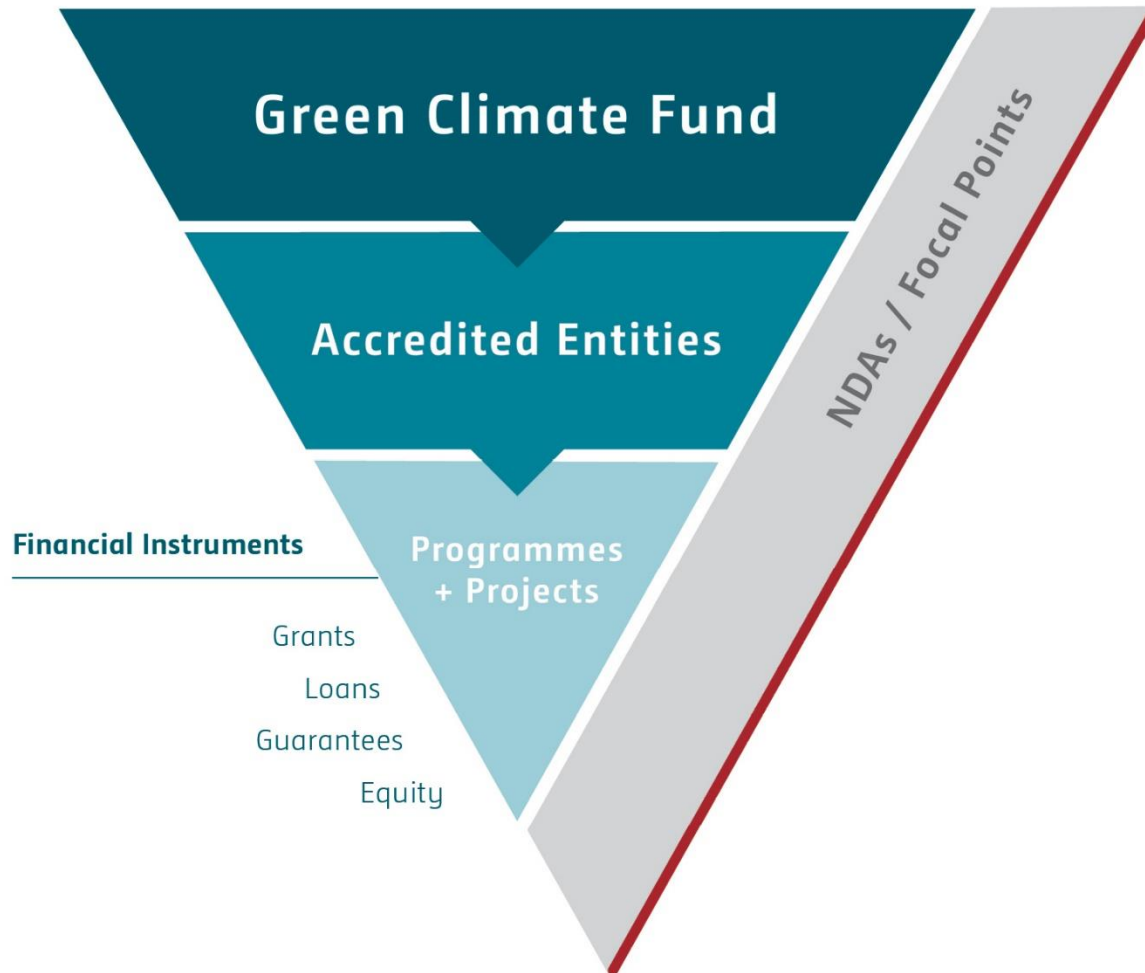 Green Climate Fund
Accredited Entities
Programmes
+ Projects
NDAs / Focal Points
Financial Instruments
Grants
Loans
Guarantees
Equity